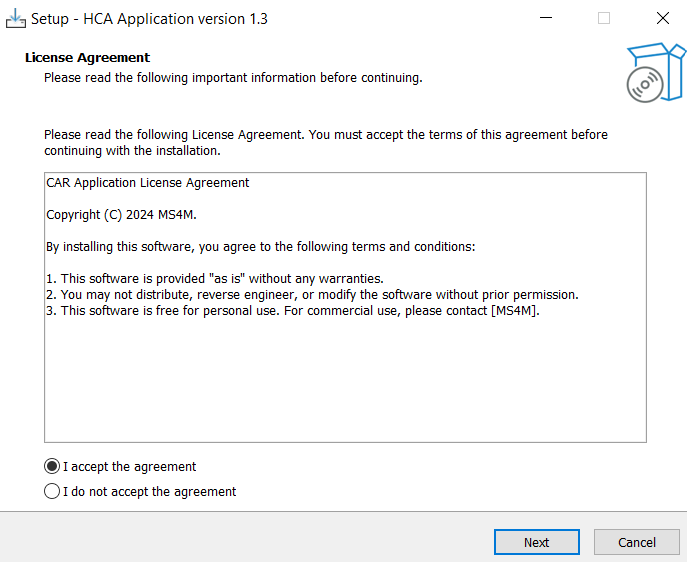 Setup - HCA Application version 1.3
License Agreement
Please read the following important information before continuing.
Please read the following License Agreement. You must accept the terms of this agreement before
continuing with the installation.
CAR Application License Agreement
Copyright (C) 2024 MS4M.
By installing this software, you agree to the following terms and conditions:
1. This software is provided "as is" without any warranties.
2. You may not distribute, reverse engineer, or modify the software without prior permission.
3. This software is free for personal use. For commercial use, please contact [MS4M].
I accept the agreement
I do not accept the agreement
Next
Cancel